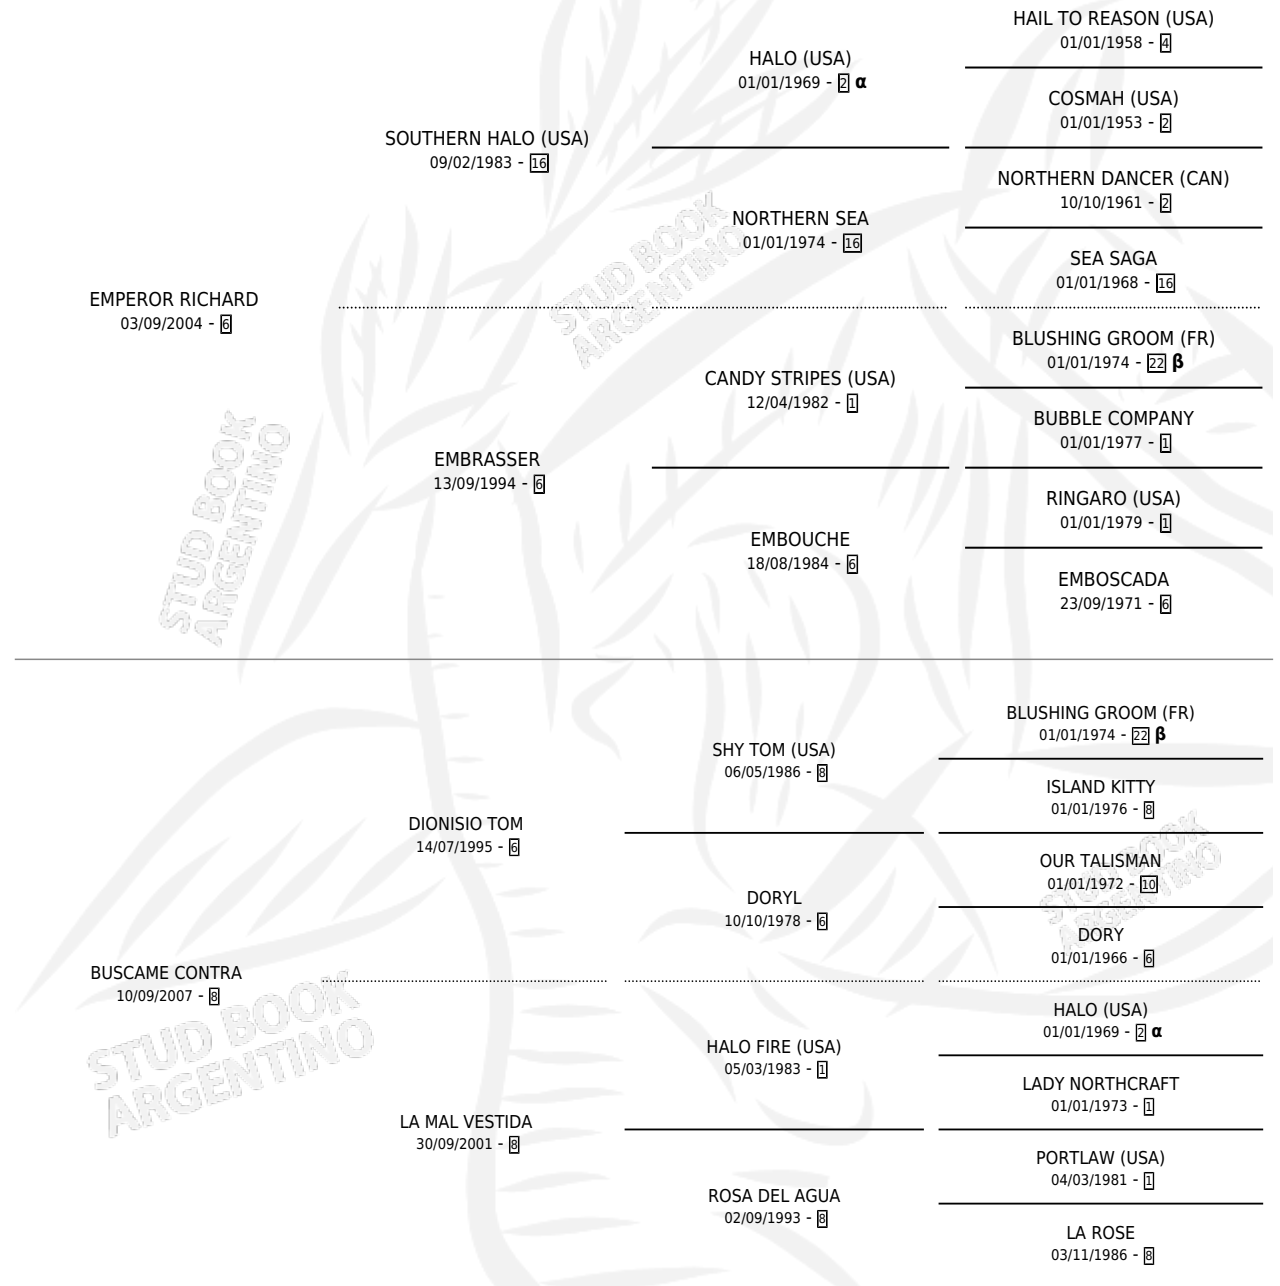 HAIL TO REASON (USA)
01/01/1958 - 4
HALO (USA)
01/01/1969 - 2 α
COSMAH (USA)
01/01/1953 - 2
SOUTHERN HALO (USA)
09/02/1983 - 16
NORTHERN DANCER (CAN)
10/10/1961 - 2
NORTHERN SEA
01/01/1974 - 16
SEA SAGA
01/01/1968 - 16
STUD BOOK
ARGENTINO
EMPEROR RICHARD
03/09/2004 - 6
BLUSHING GROOM (FR)
01/01/1974 - 22 β
CANDY STRIPES (USA)
12/04/1982 - 1
BUBBLE COMPANY
01/01/1977 - 1
EMBRASSER
13/09/1994 - 6
RINGARO (USA)
01/01/1979 - 1
EMBOUCHE
18/08/1984 - 6
EMBOSCADA
23/09/1971 - 6
STUD BOOK
ARGENTINO
BLUSHING GROOM (FR)
01/01/1974 - 22 β
SHY TOM (USA)
06/05/1986 - 8
ISLAND KITTY
01/01/1976 - 8
DIONISIO TOM
14/07/1995 - 6
OUR TALISMAN
01/01/1972 - 10
DORYL
10/10/1978 - 6
DORY
01/01/1966 - 6
STUD BOOK
ARGENTINO
BUSCAME CONTRA
10/09/2007 - 8
HALO (USA)
01/01/1969 - 2 α
HALO FIRE (USA)
05/03/1983 - 1
LADY NORTHCRAFT
01/01/1973 - 1
LA MAL VESTIDA
30/09/2001 - 8
PORTLAW (USA)
04/03/1981 - 1
ROSA DEL AGUA
02/09/1993 - 8
LA ROSE
03/11/1986 - 8
STUD BOOK
ARGENTINO